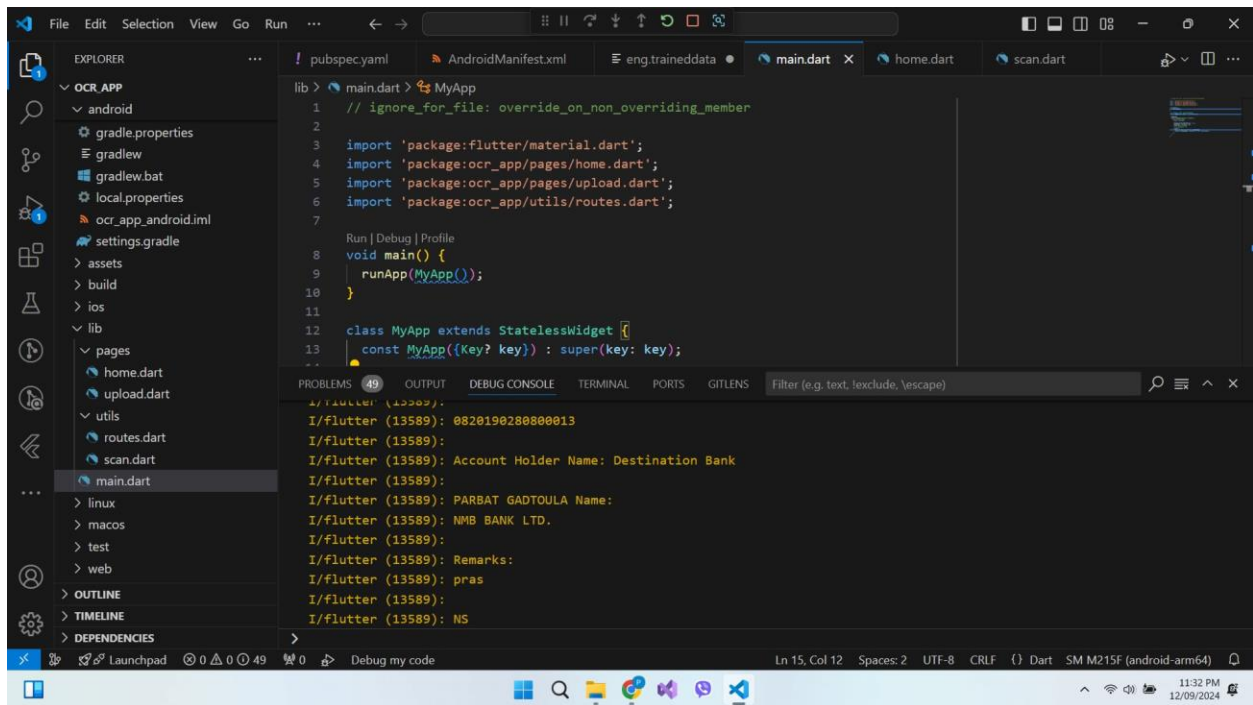 File Edit Selection View Go Run ...
EXPLORER ...
OCR_APP
android
gradle.properties
gradlew
gradlew.bat
local.properties
ocr_app_android.iml
settings.gradle
assets
build
ios
lib
pages
home.dart
upload.dart
utils
routes.dart
scan.dart
main.dart
linux
macos
test
web
OUTLINE
TIMELINE
DEPENDENCIES
1
1
pubspec.yaml AndroidManifest.xml eng.traineddata main.dart home.dart scan.dart
lib > main.dart > MyApp
1 // ignore_for_file: override_on_non_overriding_member
2
3 import 'package:flutter/material.dart';
4 import 'package:ocr_app/pages/home.dart';
5 import 'package:ocr_app/pages/upload.dart';
6 import 'package:ocr_app/utils/routes.dart';
7
Run | Debug | Profile
8 void main() {
9 runApp(MyApp());
10 }
11
12 class MyApp extends StatelessWidget {
13 const MyApp({Key? key}) : super(key: key);
PROBLEMS 49 OUTPUT DEBUG CONSOLE TERMINAL PORTS GITLENS Filter (e.g. text, !exclude, \escape)
I/flutter (13589):
I/flutter (13589): 0820190280800013
I/flutter (13589):
I/flutter (13589): Account Holder Name: Destination Bank
I/flutter (13589):
I/flutter (13589): PARBAT GADTOULA Name:
I/flutter (13589): NMB BANK LTD.
I/flutter (13589):
I/flutter (13589): Remarks:
I/flutter (13589): pras
I/flutter (13589):
I/flutter (13589): NS
>
Launchpad 0 0 49 0 Debug my code Ln 15, Col 12 Spaces: 2 UTF-8 CRLF {} Dart SM M215F (android-arm64)
11:32 PM
12/09/2024